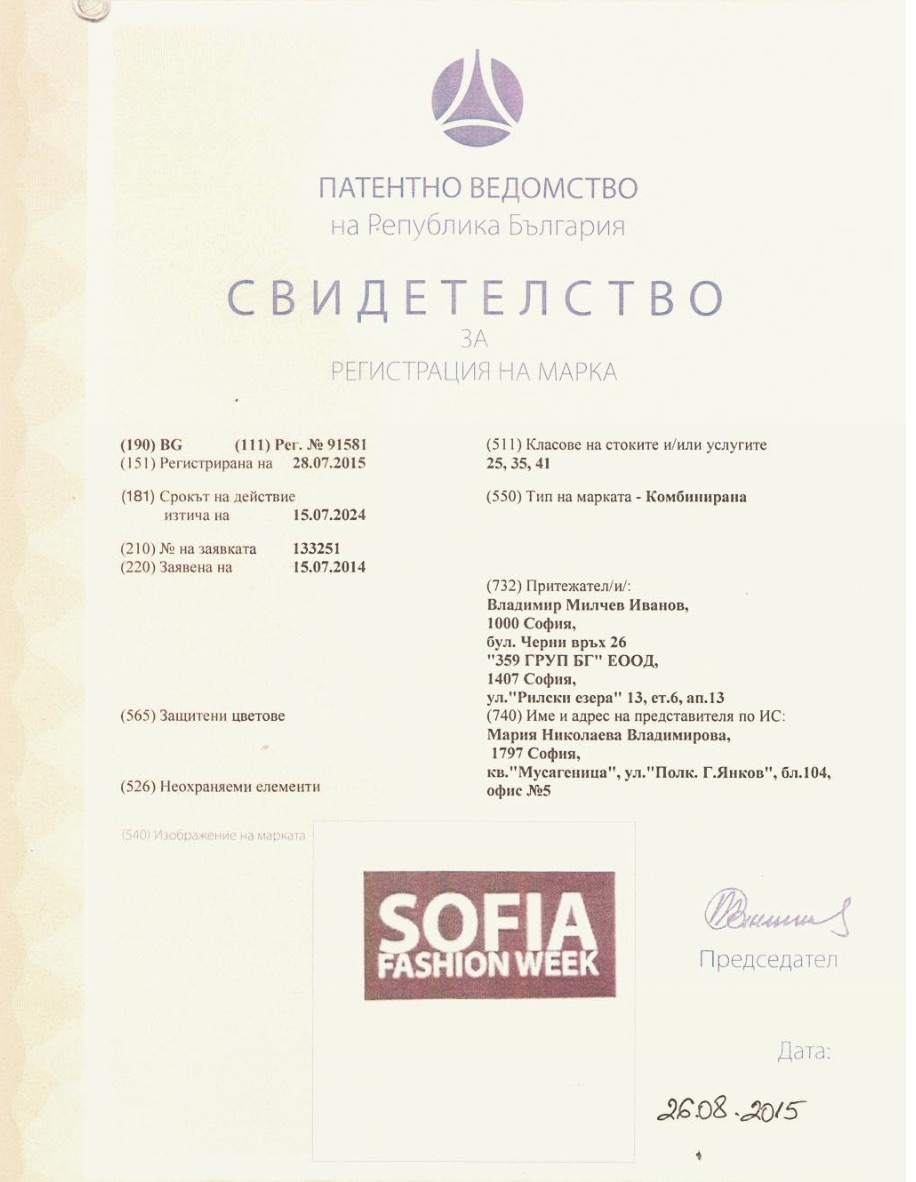 ПАТЕНТНО ВЕДОМСТВО
на Република България
СВИДЕТЕЛСТВО
ЗА
РЕГИСТРАЦИЯ НА МАРКА
(190) BG (111) Рег. № 91581
(151) Регистрирана на 28.07.2015
(181) Срокът на действие
изтича на 15.07.2024
(210) № на заявката 133251
(220) Заявена на 15.07.2014
(511) Класове на стоките и/или услугите
25, 35, 41
(550) Тип на марката - Комбинирана
(732) Притежател/и/:
Владимир Милчев Иванов,
1000 София,
бул. Черни връх 26
"359 ГРУП БГ" ЕООД,
1407 София,
ул."Рилски езера" 13, ет.6, ап.13
(565) Защитени цветове
(740) Име и адрес на представителя по ИС:
Мария Николаева Владимирова,
1797 София,
кв."Мусагеница", ул."Полк. Г.Янков", бл.104,
офис №5
(526) Неохраняеми елементи
(540) Изображение на марката
SOFIA
FASHION WEEK
Председател
Дата:
26.08.2015